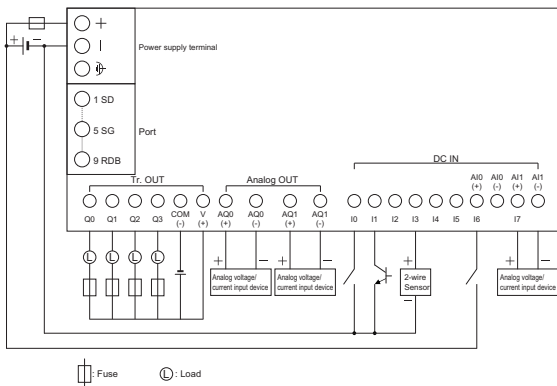 +
+ −
−
Power supply terminal
1 SD
5 SG
Port
9 RDB
Tr. OUT
Analog OUT
DC IN
AI0 AI0 AI1 AI1
(+) (-) (+) (-)
Q0 Q1 Q2 Q3 COM V AQ0 AQ0 AQ1 AQ1 I0 I1 I2 I3 I4 I5 I6 I7
(-) (+) (+) (-) (+) (-)
L L L L
+ − + − + + −
Analog voltage/ Analog voltage/ 2-wire Analog voltage/
current input device current input device Sensor current input device
−
: Fuse
L : Load